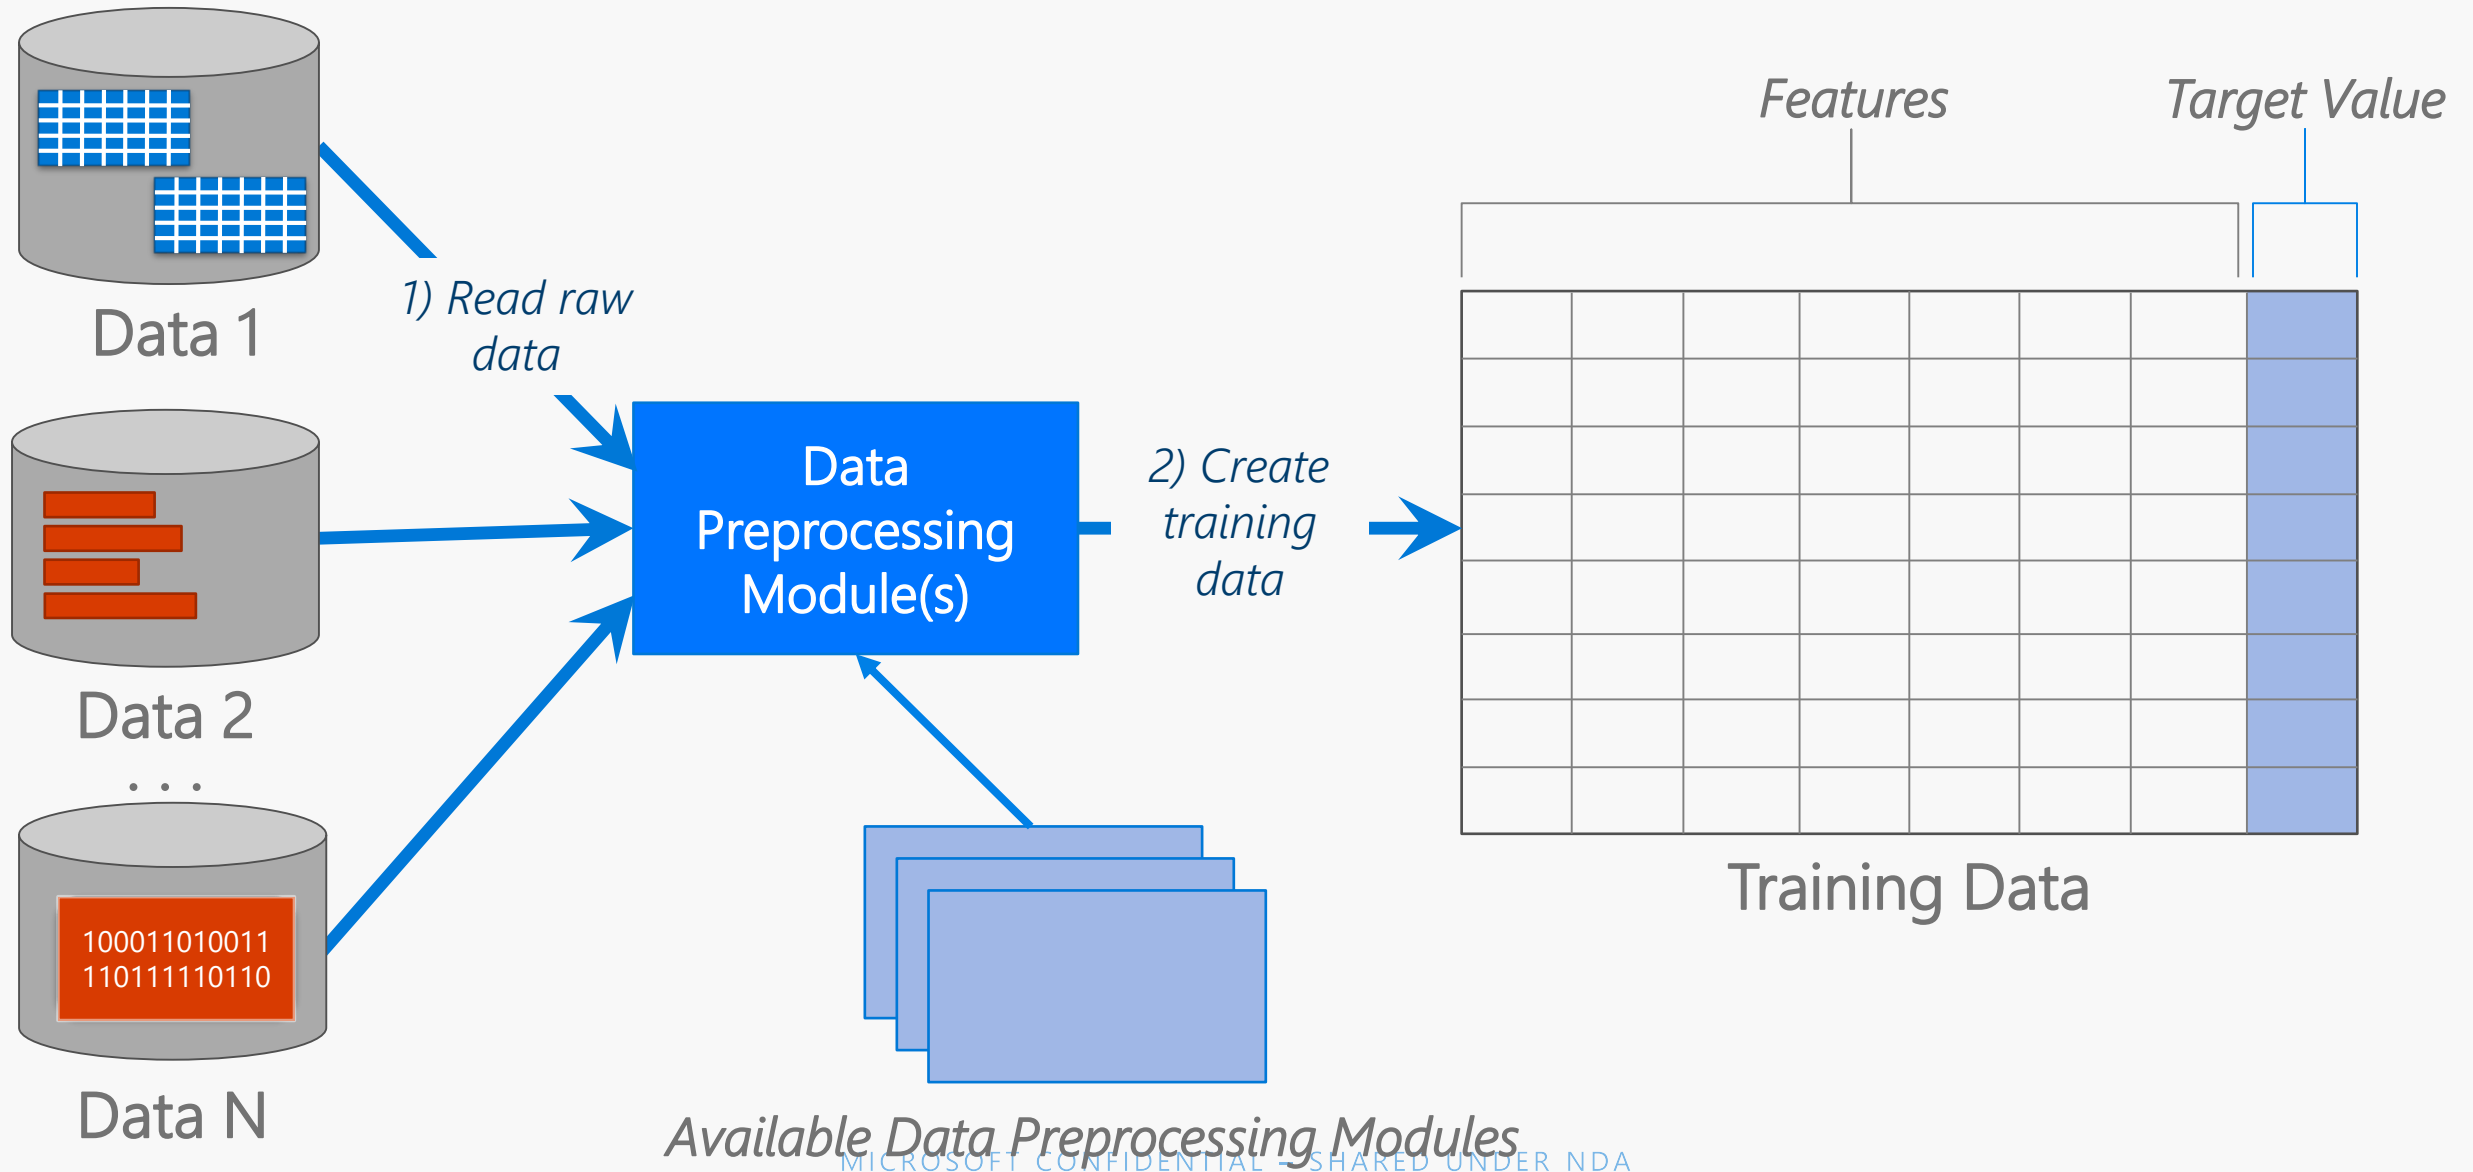 Features
Target Value
1) Read raw
data
Data 1
Data
Preprocessing
Module(s)
2) Create
training
data
Data 2
. . .
Training Data
100011010011
110111110110
Data N
Available Data Preprocessing Modules
MICROSOFT CONFIDENTIAL – SHARED UNDER NDA